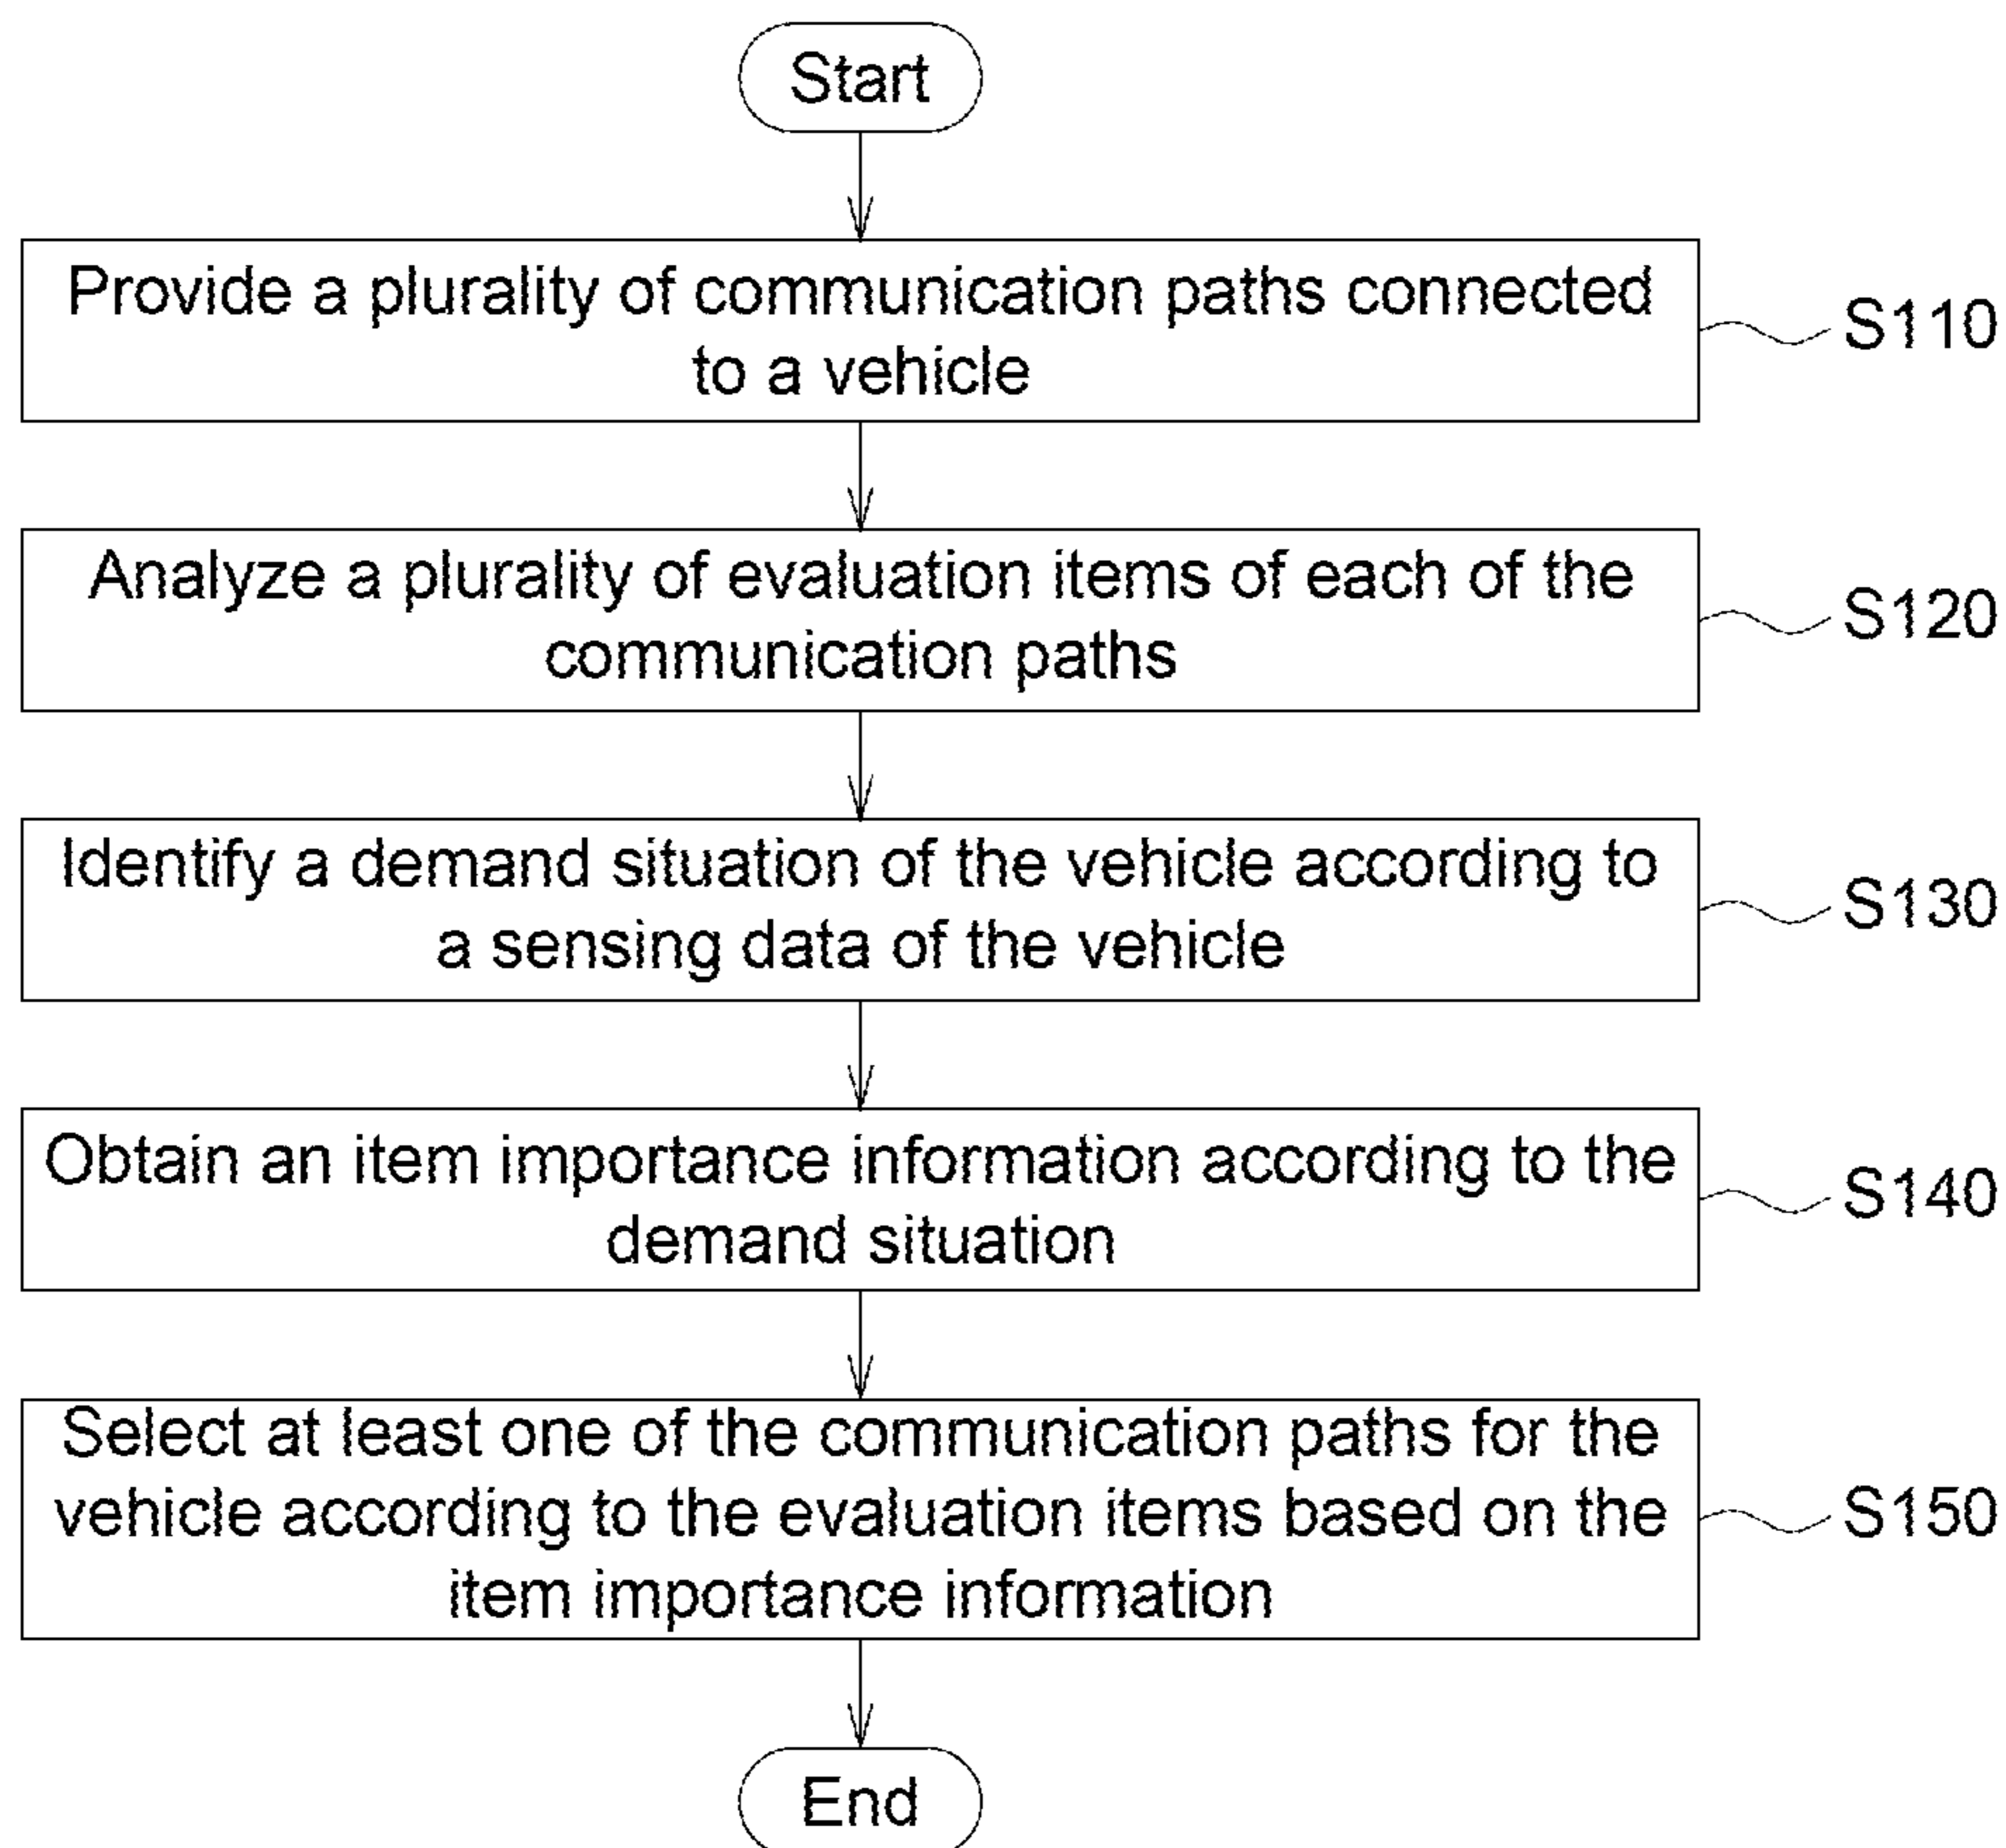 Start
Provide a plurality of communication paths connected
to a vehicle
S110
Analyze a plurality of evaluation items of each of the
communication paths
S120
Identify a demand situation of the vehicle according to
a sensing data of the vehicle
S130
Obtain an item importance information according to the
demand situation
S140
Select at least one of the communication paths for the
vehicle according to the evaluation items based on the
item importance information
S150
End